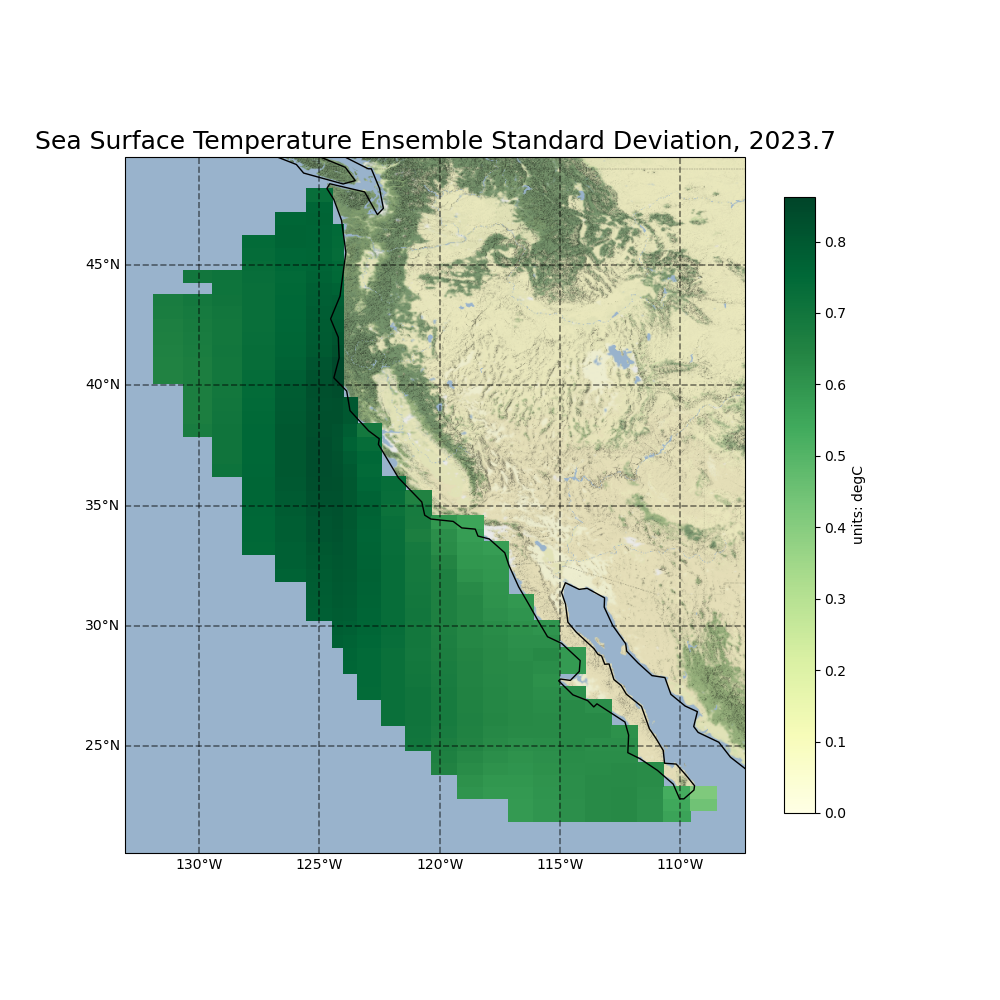 Sea Surface Temperature Ensemble Standard Deviation, 2023.7
45°N
40°N
35°N
30°N
25°N
130°W
125°W
120°W
115°W
110°W
0.8
0.7
0.6
0.5
0.4
0.3
0.2
0.1
0.0
units: degC